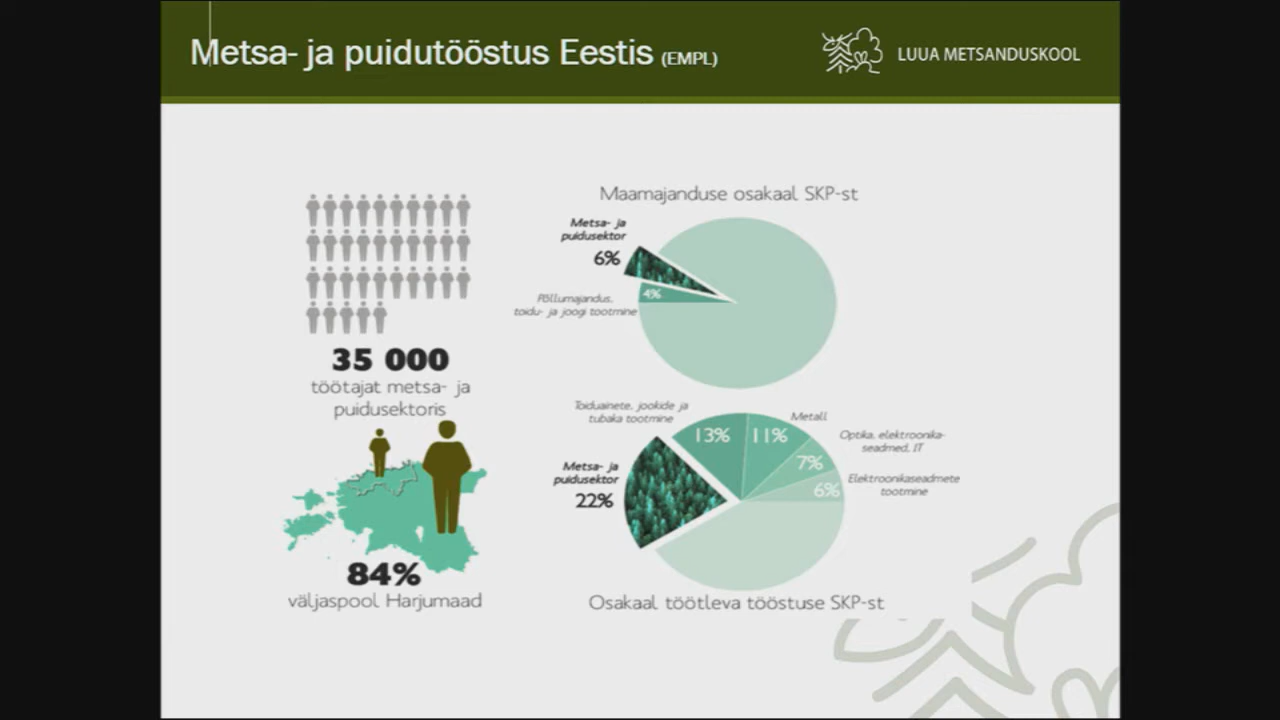 Metsa- ja puidutööstus Eestis (EMPL)
LUUA METSANDUSKOOL
35 000
töötajat metsa- ja
puidusektoris
84%
väljaspool Harjumaad
Maamajanduse osakaal SKP-st
Metsa- ja
puidusektor
6%
4%
Põllumajandus,
toidu- ja joogi tootmine
Toiduainete, jookide ja
tubaka tootmine
Metall
13%
11%
Optika, elektroonika-
seadmed, IT
7%
Metsa- ja
puidusektor
22%
Elektroonikaseadmete
tootmine
6%
Osakaal töötleva tööstuse SKP-st